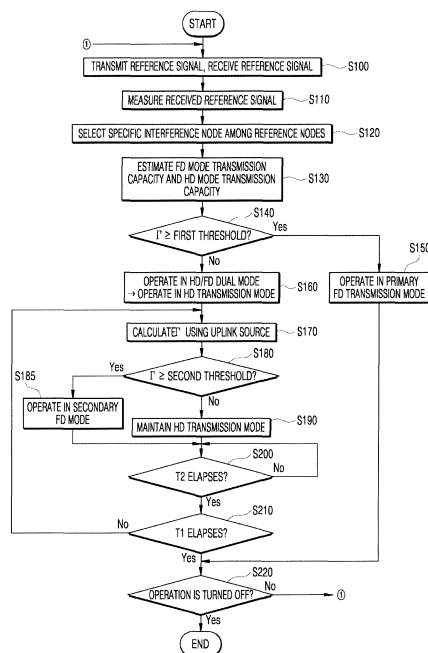 START
①
TRANSMIT REFERENCE SIGNAL, RECEIVE REFERENCE SIGNAL
S100
MEASURE RECEIVED REFERENCE SIGNAL
S110
SELECT SPECIFIC INTERFERENCE NODE AMONG REFERENCE NODES
S120
ESTIMATE FD MODE TRANSMISSION
CAPACITY AND HD MODE TRANSMISSION
CAPACITY
S130
S140
Γ ≥ FIRST THRESHOLD?
Yes
No
S150
OPERATE IN PRIMARY
FD TRANSMISSION MODE
OPERATE IN HD/FD DUAL MODE
→ OPERATE IN HD TRANSMISSION MODE
S160
CALCULATE Γ USING UPLINK SOURCE
S170
S180
Γ ≥ SECOND THRESHOLD?
Yes
No
S185
OPERATE IN SECONDARY
FD MODE
MAINTAIN HD TRANSMISSION MODE
S190
S200
T2 ELAPSES?
No
Yes
S210
T1 ELAPSES?
No
Yes
S220
OPERATION IS TURNED OFF?
No
①
Yes
END